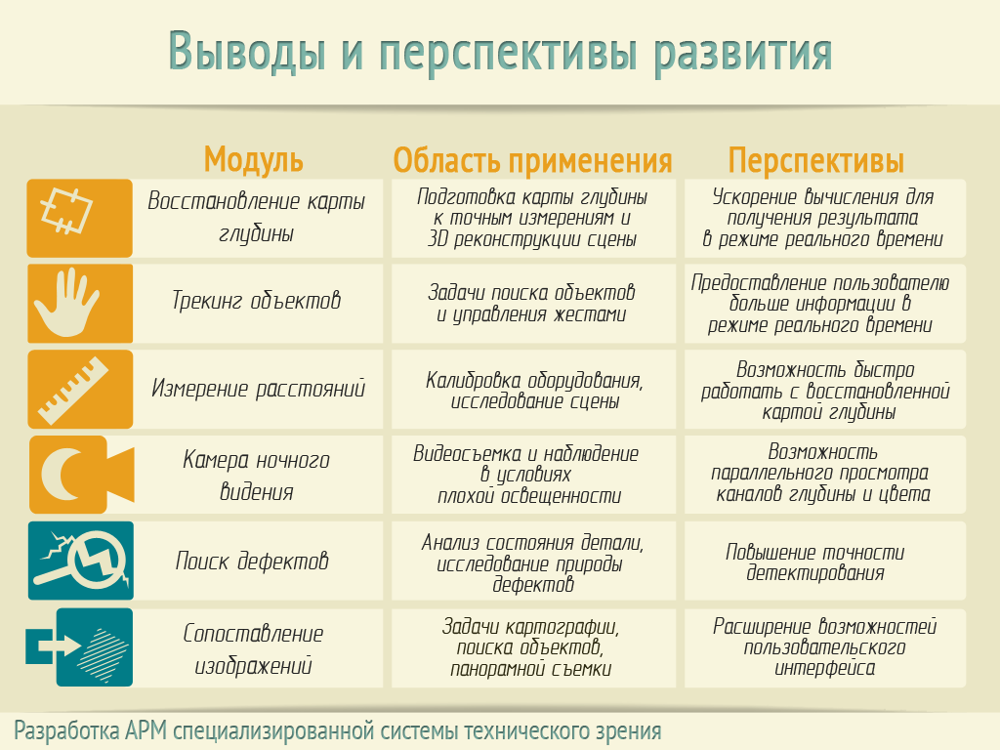 Выводы и перспективы развития
Модуль
Область применения
Перспективы
Восстановление карты
глубины
Подготовка карты глубины
к точным измерениям и
3D реконструкции сцены
Ускорение вычисления для
получения результата
в режиме реального времени
Трекинг объектов
Задачи поиска объектов
и управления жестами
Предоставление пользователю
больше информации в
режиме реального времени
Измерение расстояний
Калибровка оборудования,
исследование сцены
Возможность быстро
работать с восстановленной
картой глубины
Камера ночного
видения
Видеосъемка и наблюдение
в условиях
плохой освещенности
Возможность
параллельного просмотра
каналов глубины и цвета
Поиск дефектов
Анализ состояния детали,
исследование природы
дефектов
Повышение точности
детектирования
Сопоставление
изображений
Задачи картографии,
поиска объектов,
панорамной съемки
Расширение возможностей
пользовательского
интерфейса
Разработка АРМ специализированной системы технического зрения